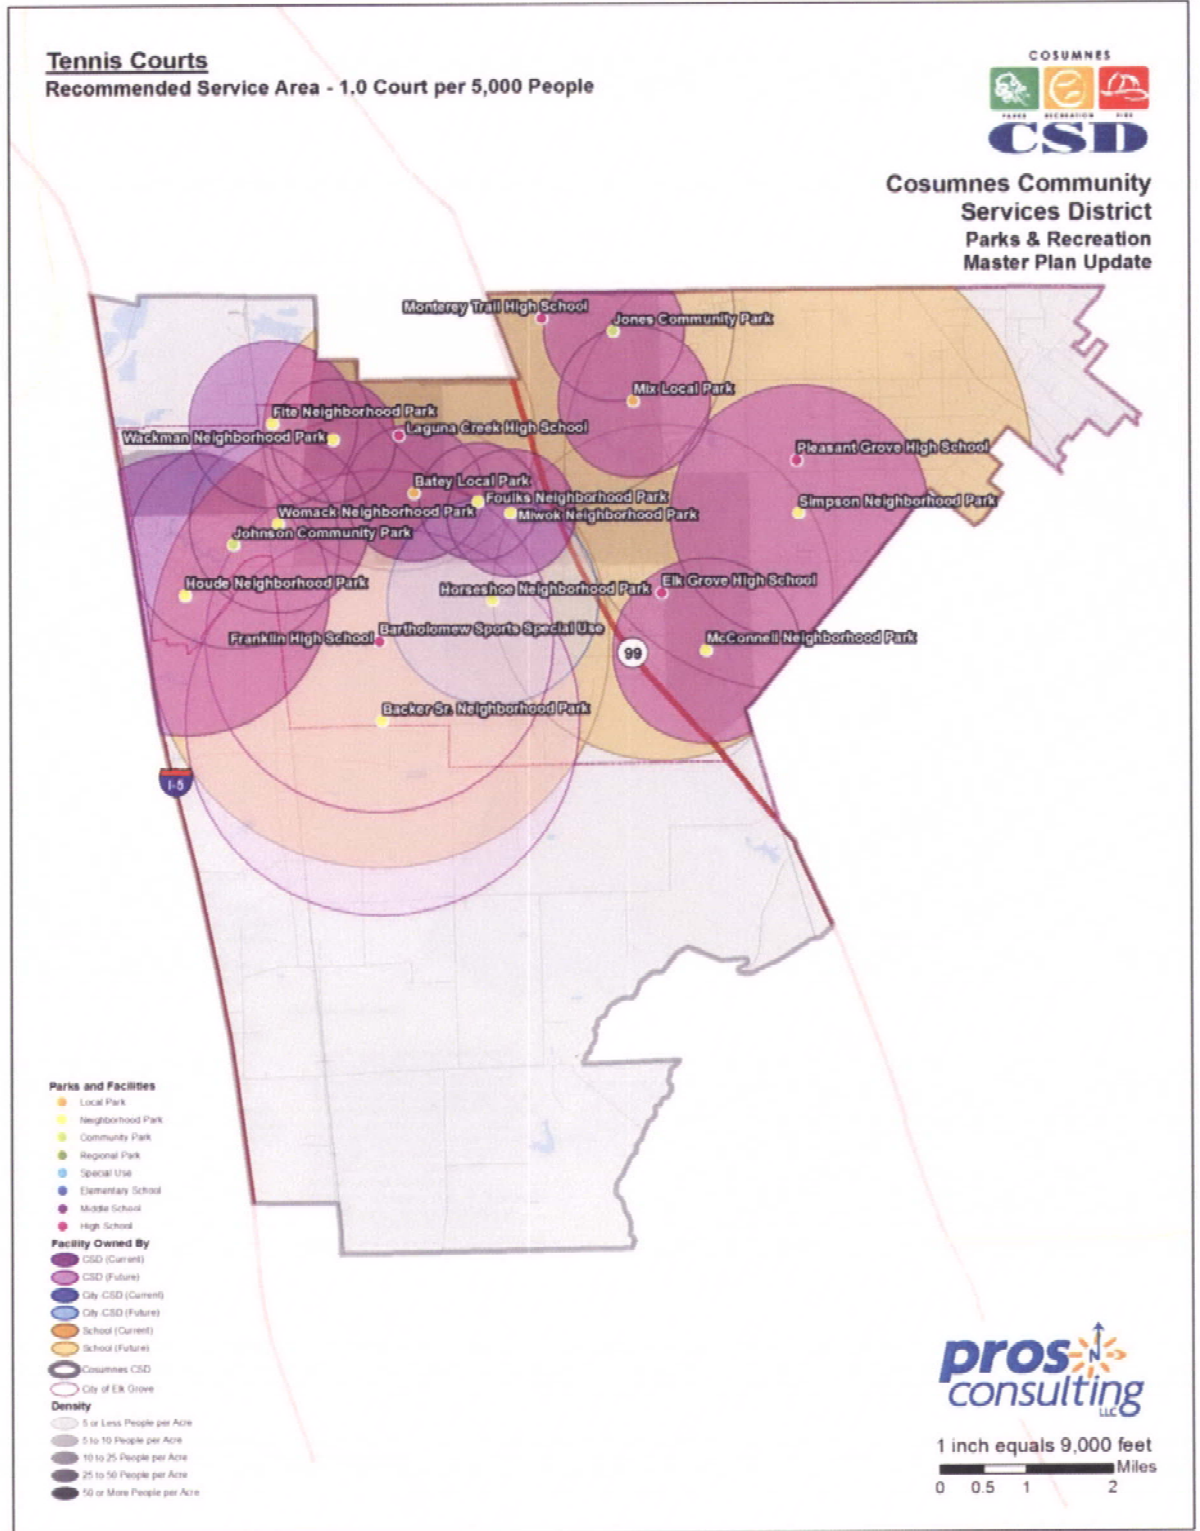 Tennis Courts
Recommended Service Area - 1.0 Court per 5,000 People
COSUMNES
PARKS RECREATION FIRE
CSD
Cosumnes Community
Services District
Parks & Recreation
Master Plan Update
Monterey Trail High School
Jones Community Park
Mix Local Park
Fite Neighborhood Park
Laguna Creek High School
Wackman Neighborhood Park
Pleasant Grove High School
Batey Local Park
Foulks Neighborhood Park
Simpson Neighborhood Park
Womack Neighborhood Park
Miwok Neighborhood Park
Johnson Community Park
Houde Neighborhood Park
Horseshoe Neighborhood Park
Elk Grove High School
Bartholomew Sports Special Use
Franklin High School
McConnell Neighborhood Park
99
Backer Sr. Neighborhood Park
I-5
Parks and Facilities
Local Park
Neighborhood Park
Community Park
Regional Park
Special Use
Elementary School
Middle School
High School
Facility Owned By
CSD (Current)
CSD (Future)
City CSD (Current)
City CSD (Future)
School (Current)
School (Future)
Cosumnes CSD
City of Elk Grove
Density
5 or Less People per Acre
5 to 10 People per Acre
10 to 25 People per Acre
25 to 50 People per Acre
50 or More People per Acre
pros
N
consulting
LLC
1 inch equals 9,000 feet
Miles
0 0.5 1 2